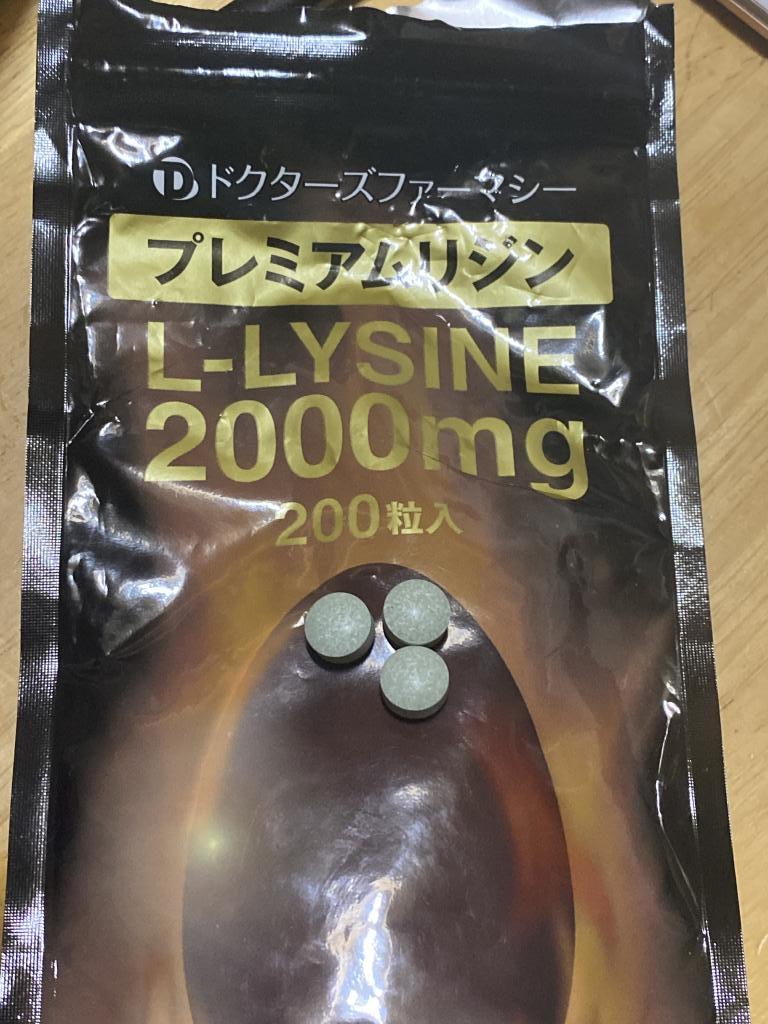 ドクターズファーマシー
プレミアムリジン
L-LYSINE
2000mg
200粒入